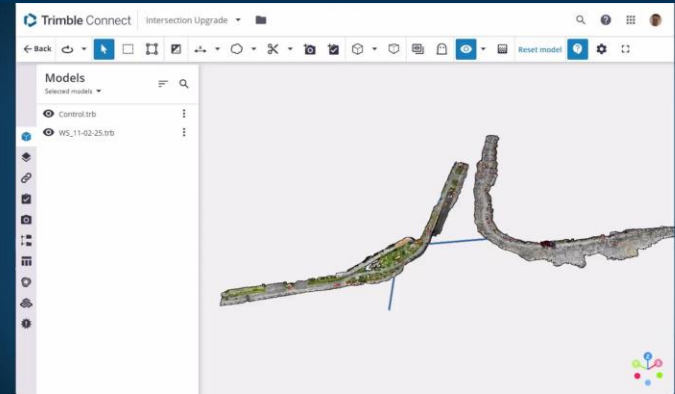 Trimble Connect Intersection Upgrade
Back
Reset model
Models
Selected models
Control.trb
WS_11-02-25.trb